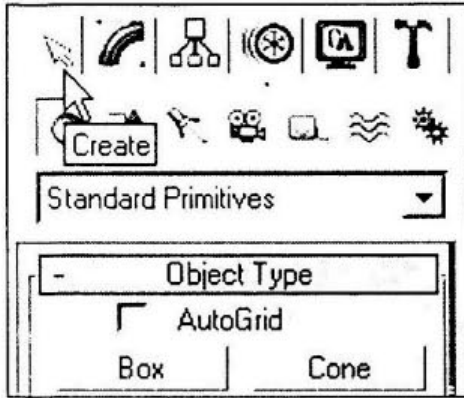 Create
Standard Primitives
- Object Type
AutoGrid
Box Cone